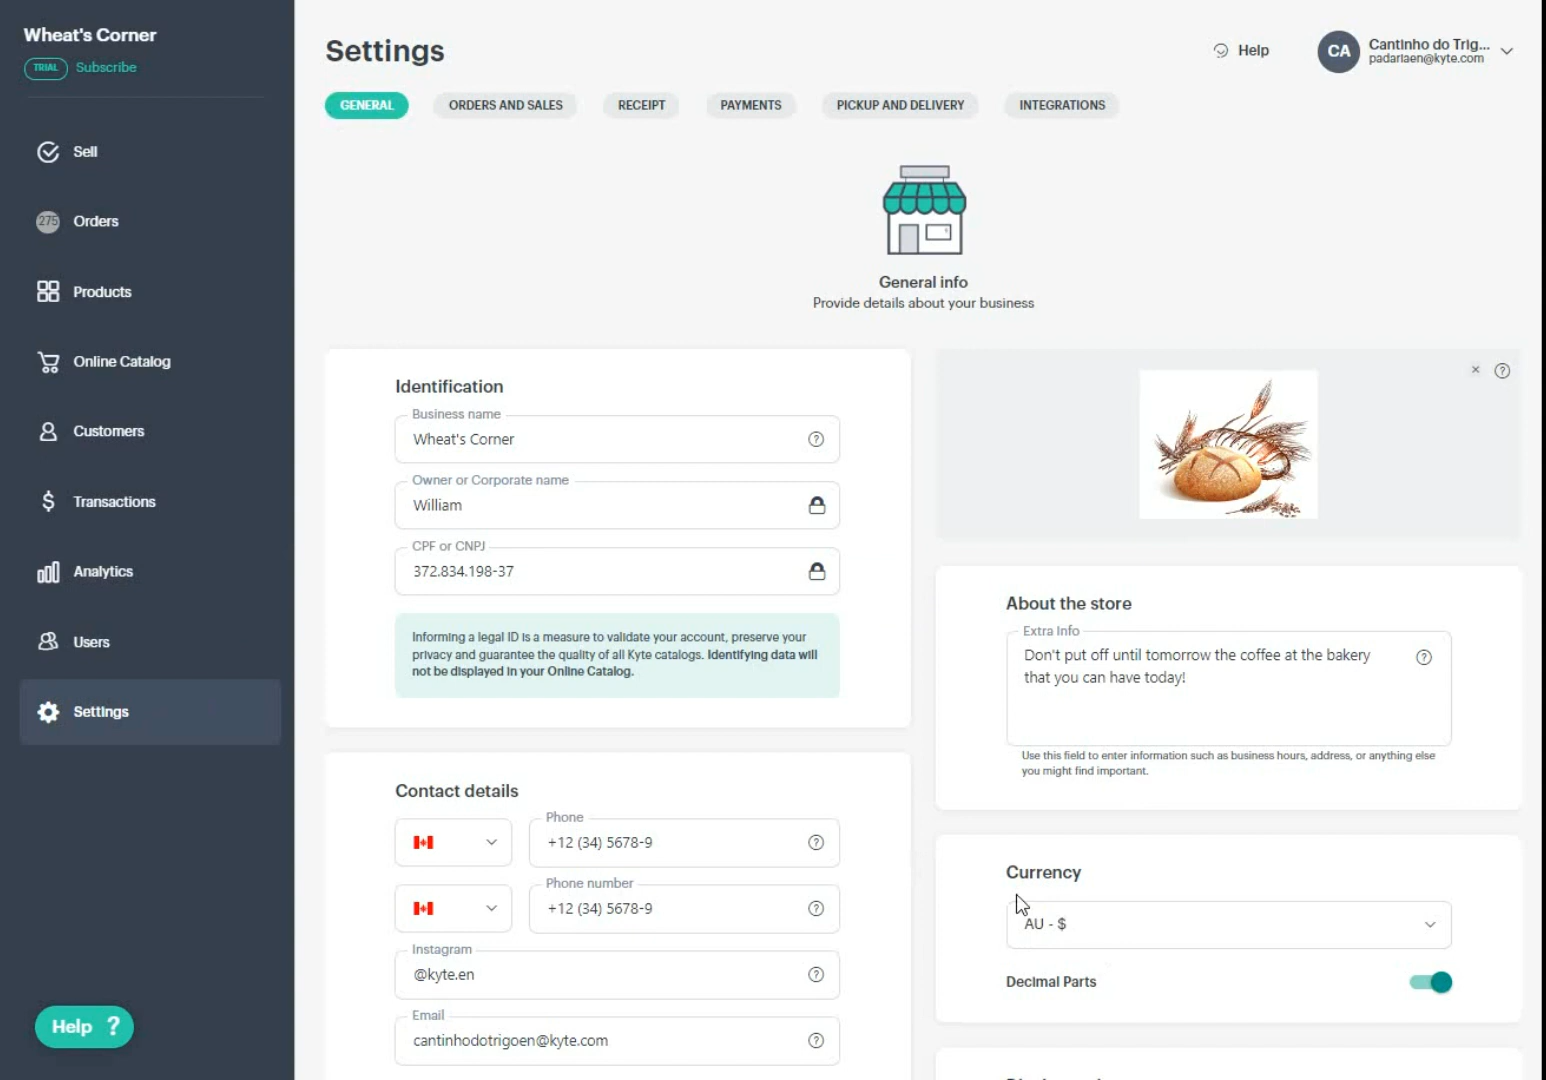 Wheat's Corner
TRIAL Subscribe
Sell
275 Orders
Products
Online Catalog
Customers
Transactions
Analytics
Users
Settings
Help ?
Settings
Help
CA
Cantinho do Trig...
padariaen@kyte.com
GENERAL
ORDERS AND SALES
RECEIPT
PAYMENTS
PICKUP AND DELIVERY
INTEGRATIONS
General info
Provide details about your business
Identification
Business name
Wheat's Corner
Owner or Corporate name
William
CPF or CNPJ
372.834.198-37
Informing a legal ID is a measure to validate your account, preserve your
privacy and guarantee the quality of all Kyte catalogs. Identifying data will
not be displayed in your Online Catalog.
Contact details
Phone
+12 (34) 5678-9
Phone number
+12 (34) 5678-9
Instagram
@kyte.en
Email
cantinhodotrigoen@kyte.com
About the store
Extra Info
Don't put off until tomorrow the coffee at the bakery
that you can have today!
Use this field to enter information such as business hours, address, or anything else
you might find important.
Currency
AU - $
Decimal Parts